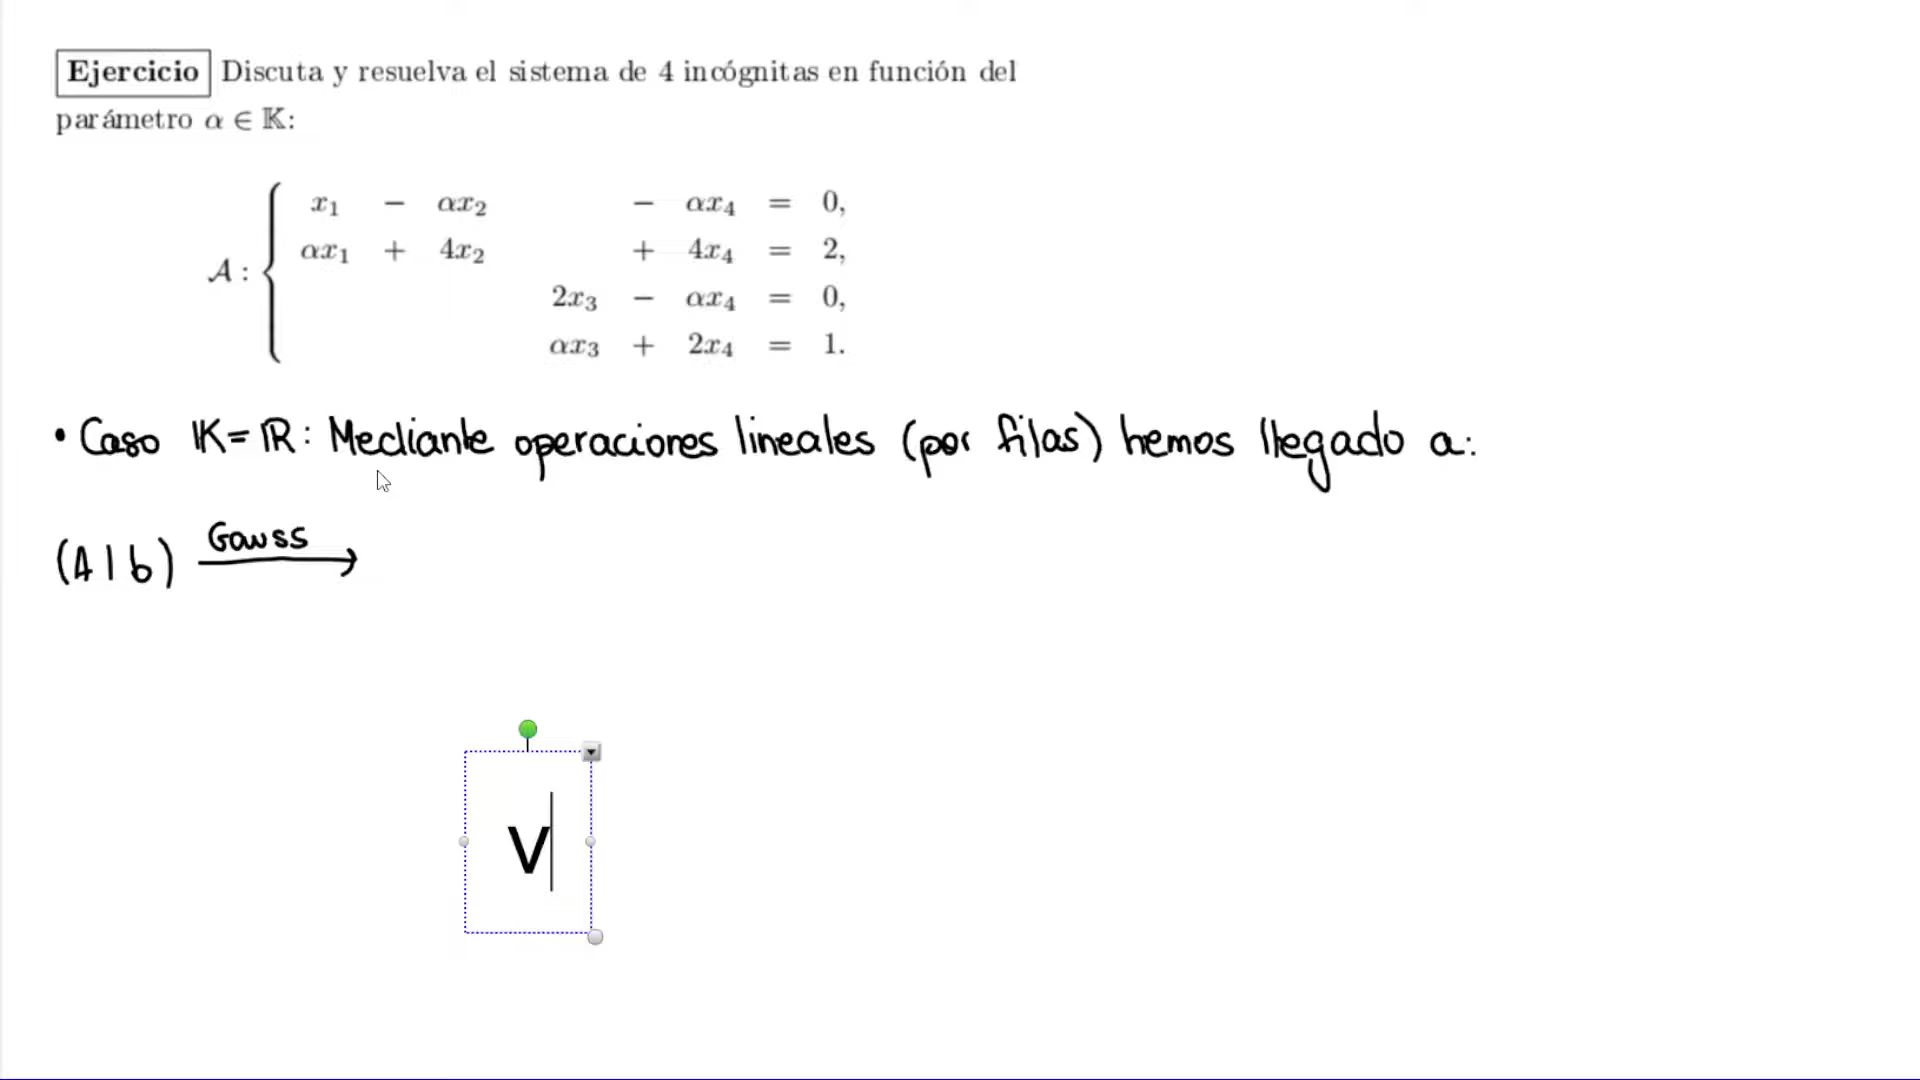 Ejercicio Discuta y resuelva el sistema de 4 incógnitas en función del
parámetro α ∈ 𝕂:
x₁ − αx₂ − αx₄ = 0,
αx₁ + 4x₂ + 4x₄ = 2,
𝒜 :
2x₃ − αx₄ = 0,
αx₃ + 2x₄ = 1.
• Caso 𝕂=ℝ: Mediante operaciones lineales (por filas) hemos llegado a:
(A|b) Gauss →
V